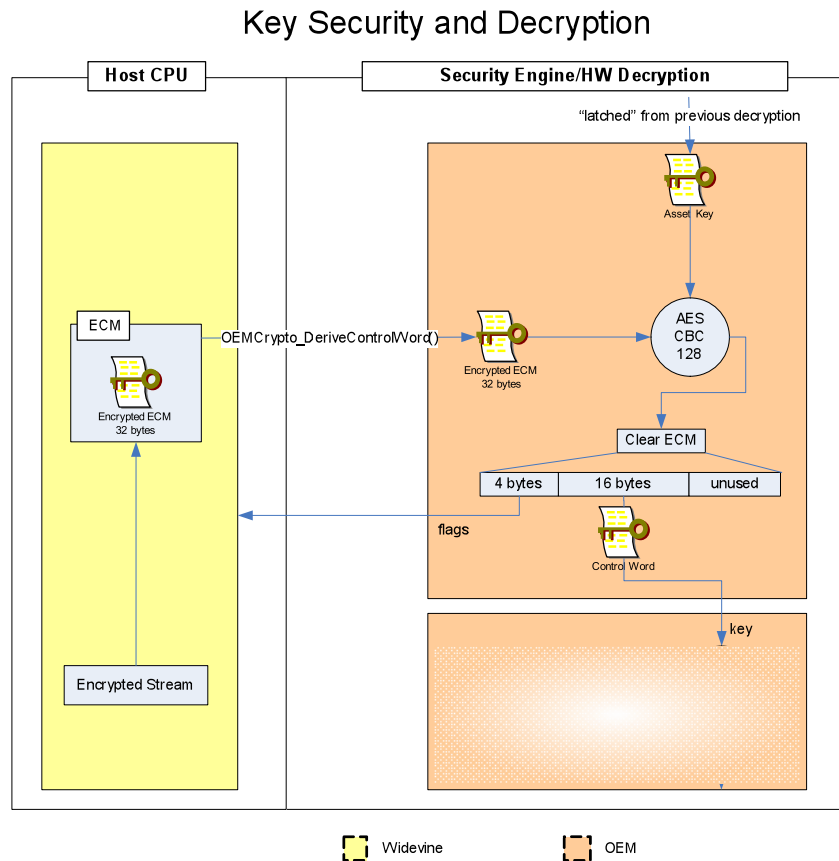 Key Security and Decryption
Host CPU
Security Engine/HW Decryption
“latched” from previous decryption
Asset Key
ECM
Encrypted ECM
32 bytes
OEMCrypto_DeriveControlWord()
Encrypted ECM
32 bytes
AES
CBC
128
Clear ECM
4 bytes
16 bytes
unused
flags
Control Word
key
Encrypted Stream
Widevine
OEM